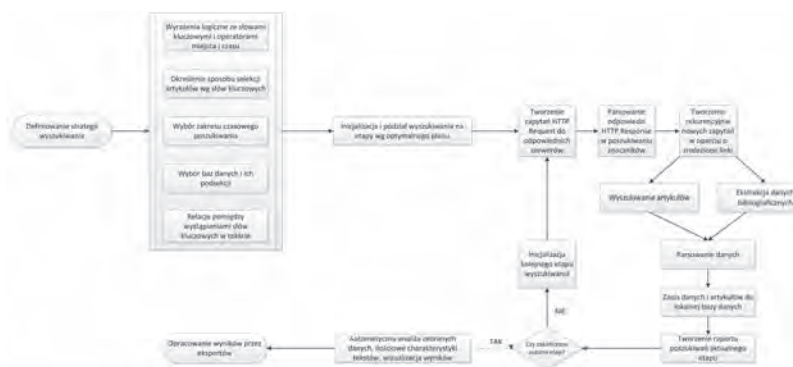 Definiowanie strategii
wyszukiwania
Wyrażenia logiczne ze słowami
kluczowymi i operatorami
miejsca i czasu
Określenie sposobu selekcji
artykułów wg słów kluczowych
Wybór zakresu czasowego
poszukiwania
Wybór baz danych i ich
podsekcji
Relacje pomiędzy
wystąpieniami słów
kluczowych w tekście
Inicjalizacja i podział wyszukiwania na
etapy wg optymalnego planu
Tworzenie
zapytań HTTP
Request do
odpowiednich
serwerów
Parsowanie
odpowiedzi
HTTP Response
w poszukiwaniu
znaczników
Tworzenie
rekurencyjnie
nowych zapytań
w oparciu o
znalezione linki
Wyszukiwanie artykułów
Ekstrakcja danych
bibliograficznych
Parsowanie danych
Zapis danych i artykułów do
lokalnej bazy danych
Tworzenie raportu
poszukiwań aktualnego
etapu
Czy zakończono
ostatni etap?
NIE
Inicjalizacja
kolejnego etapu
wyszukiwania
TAK
Automatyczna analiza zebranych
danych, ilościowe charakterystyki
tekstów, wizualizacja wyników
Opracowanie wyników przez
ekspertów